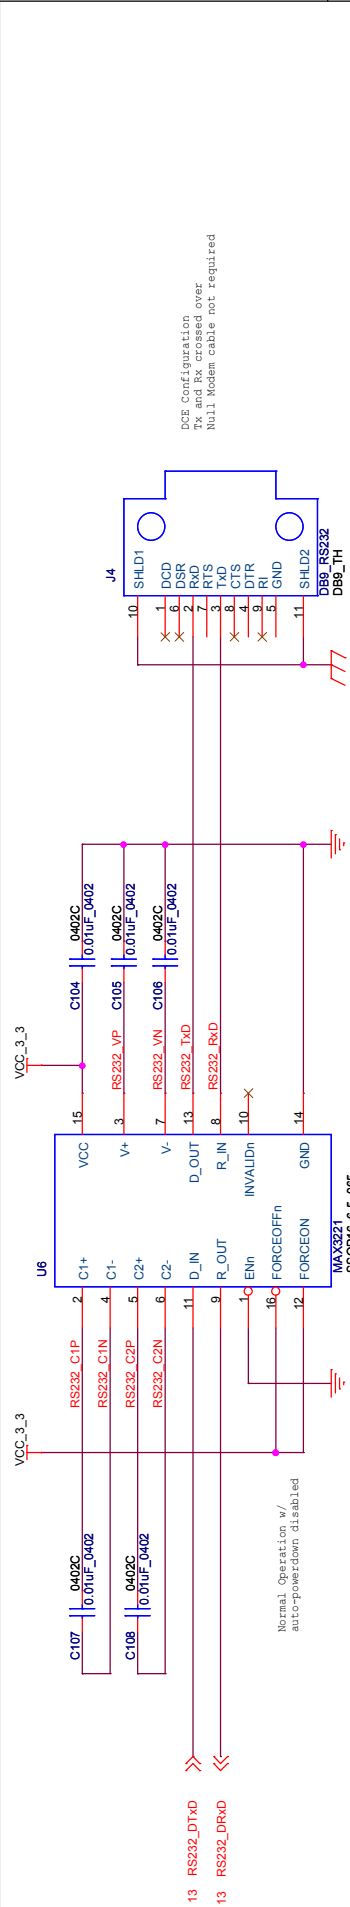 VCC_3_3
VCC_3_3
C107
0402C
0.01uF_0402
C108
0402C
0.01uF_0402
RS232_C1P
RS232_C1N
RS232_C2P
RS232_C2N
13 RS232_DTxD
13 RS232_DRxD
Normal Operation w/
auto-powerdown disabled
U6
2 C1+
4 C1-
5 C2+
6 C2-
11 D_IN
9 R_OUT
1 ENn
16 FORCEOFFn
12 FORCEON
VCC 15
V+ 3
V- 7
D_OUT 13
R_IN 8
INVALIDn 10
GND 14
MAX3221
RS232_VP
RS232_VN
RS232_TxD
RS232_RxD
C104
0402C
0.01uF_0402
C105
0402C
0.01uF_0402
C106
0402C
0.01uF_0402
J4
10 SHLD1
1 DCD
6 DSR
2 RxD
7 RTS
3 TxD
8 CTS
4 DTR
9 RI
5 GND
11 SHLD2
DB9_RS232
DB9_TH
DCE Configuration
Tx and Rx crossed over
Null Modem cable not required